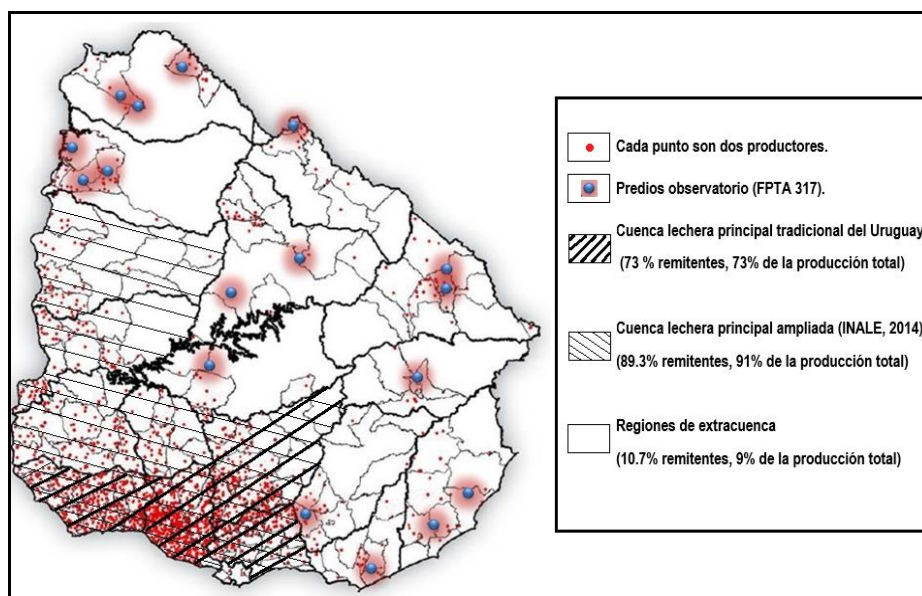 Cada punto son dos productores.
Predios observatorio (FPTA 317).
Cuenca lechera principal tradicional del Uruguay
(73 % remitentes, 73% de la producción total)
Cuenca lechera principal ampliada (INALE, 2014)
(89.3% remitentes, 91% de la producción total)
Regiones de extracuenca
(10.7% remitentes, 9% de la producción total)